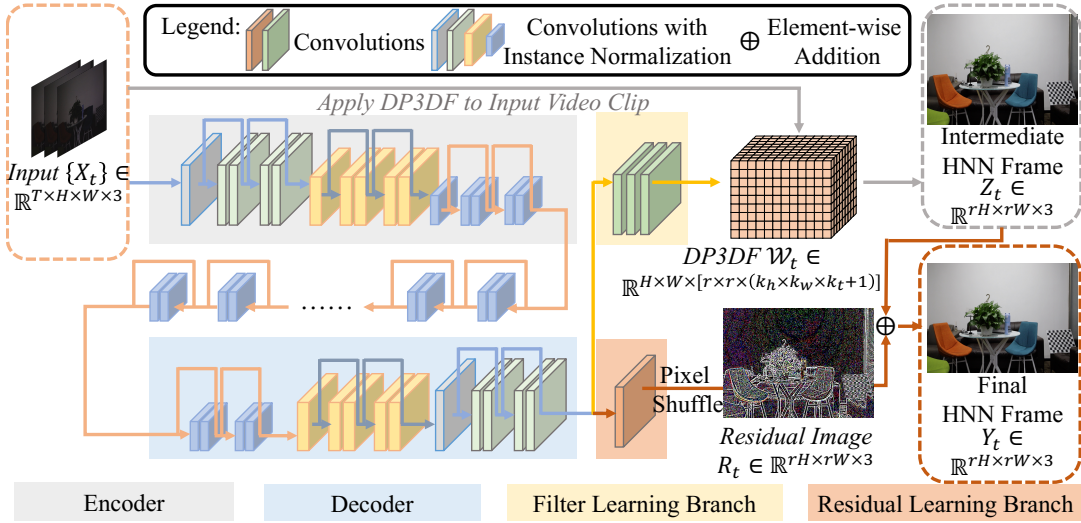 Legend:
Convolutions
Convolutions with
Instance Normalization
⊕
Element-wise
Addition
Apply DP3DF to Input Video Clip
Input {X_t} ∈
ℝ^{T×H×W×3}
Intermediate
HNN Frame
Z_t ∈
ℝ^{rH×rW×3}
DP3DF 𝒲_t ∈
ℝ^{H×W×[r×r×(k_h×k_w×k_t+1)]}
......
⊕
Pixel
Shuffle
Residual Image
R_t ∈ ℝ^{rH×rW×3}
Final
HNN Frame
Y_t ∈
ℝ^{rH×rW×3}
Encoder
Decoder
Filter Learning Branch
Residual Learning Branch